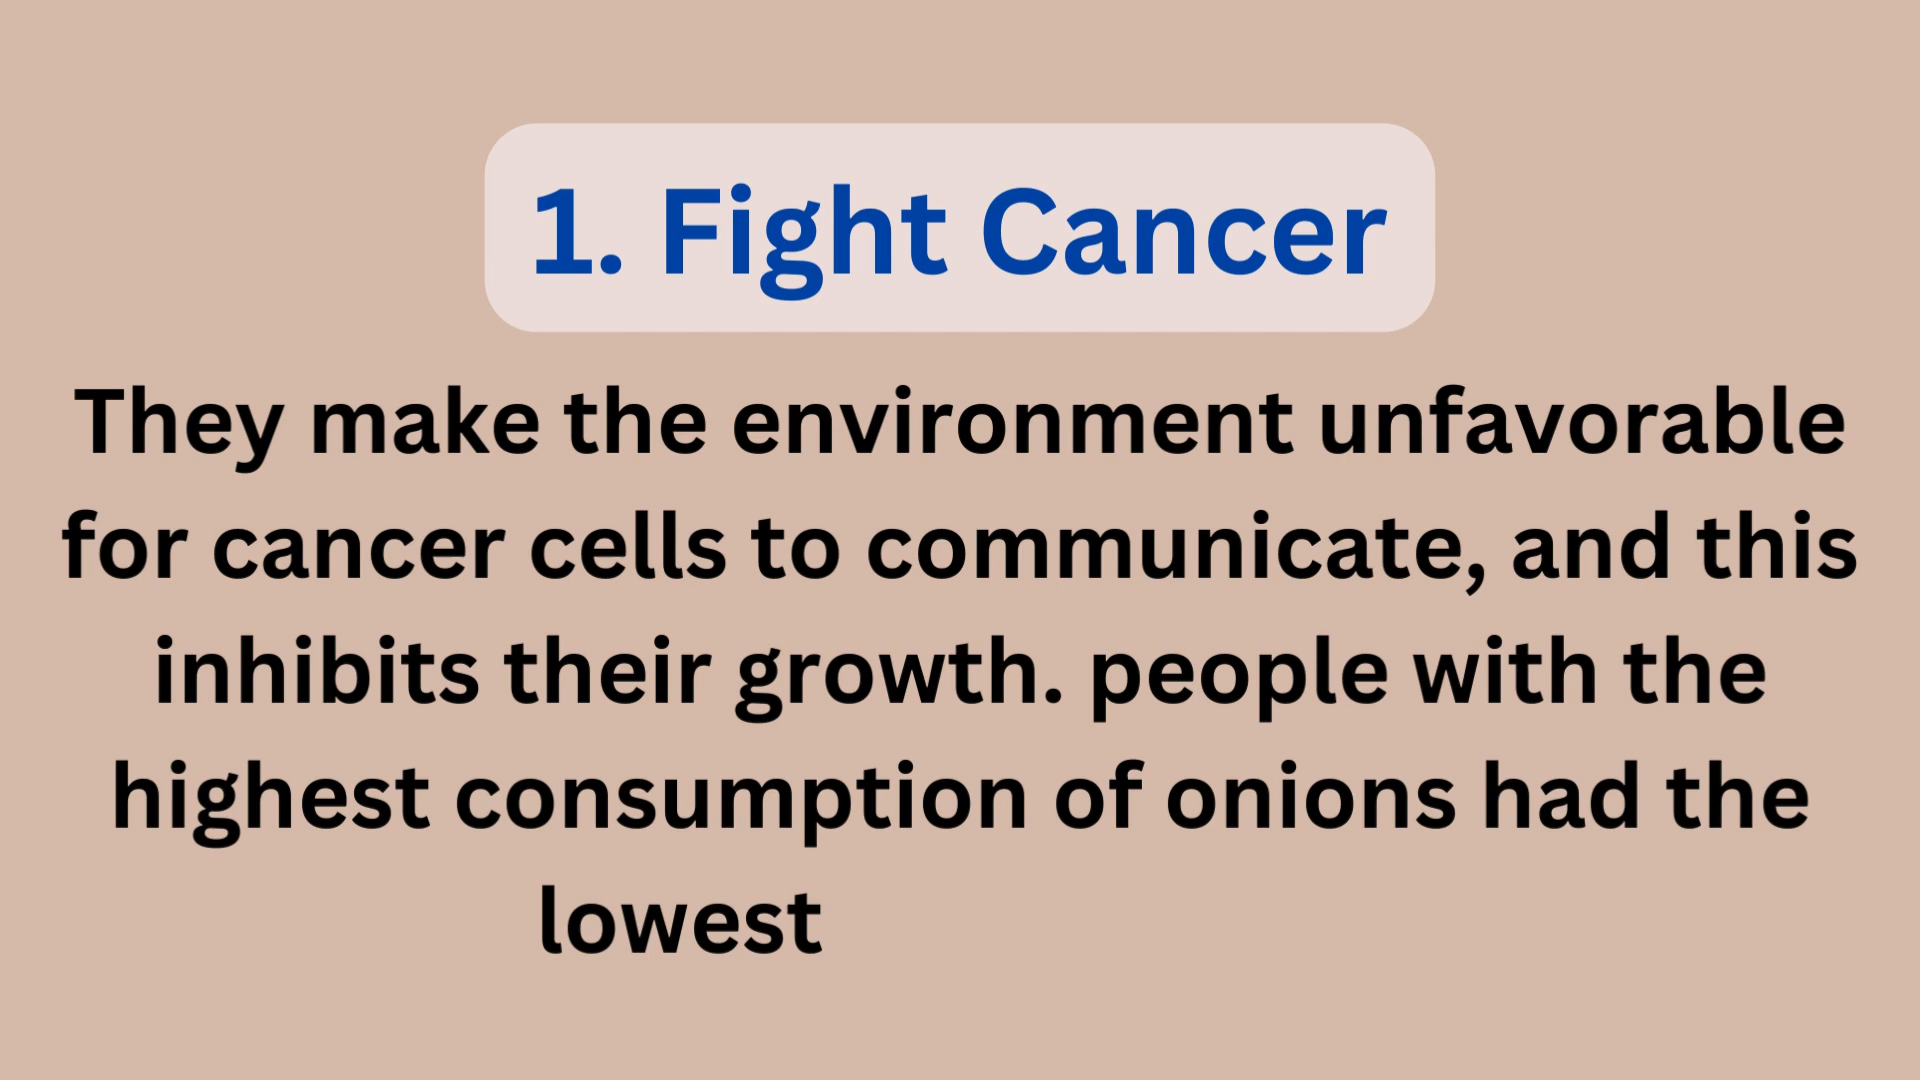 1. Fight Cancer
They make the environment unfavorable
for cancer cells to communicate, and this
inhibits their growth. people with the
highest consumption of onions had the
lowest